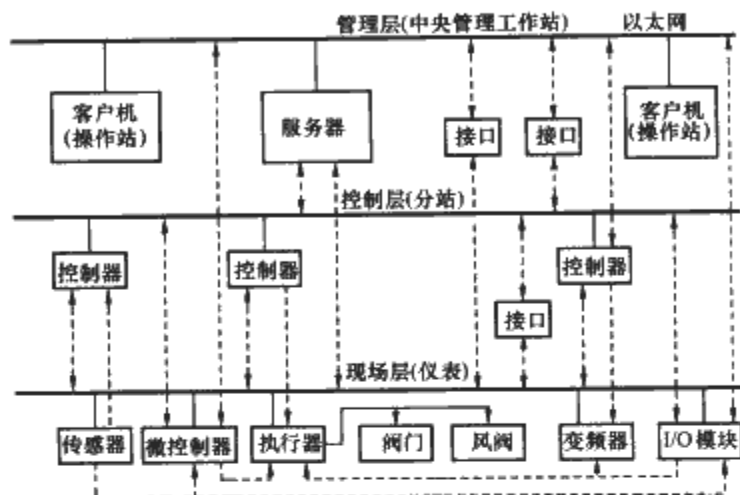 管理层(中央管理工作站) 以太网
客户机
(操作站)
服务器
接口
接口
客户机
(操作站)
控制层(分站)
控制器
控制器
控制器
接口
现场层(仪表)
传感器
微控制器
执行器
阀门
风阀
变频器
I/O模块